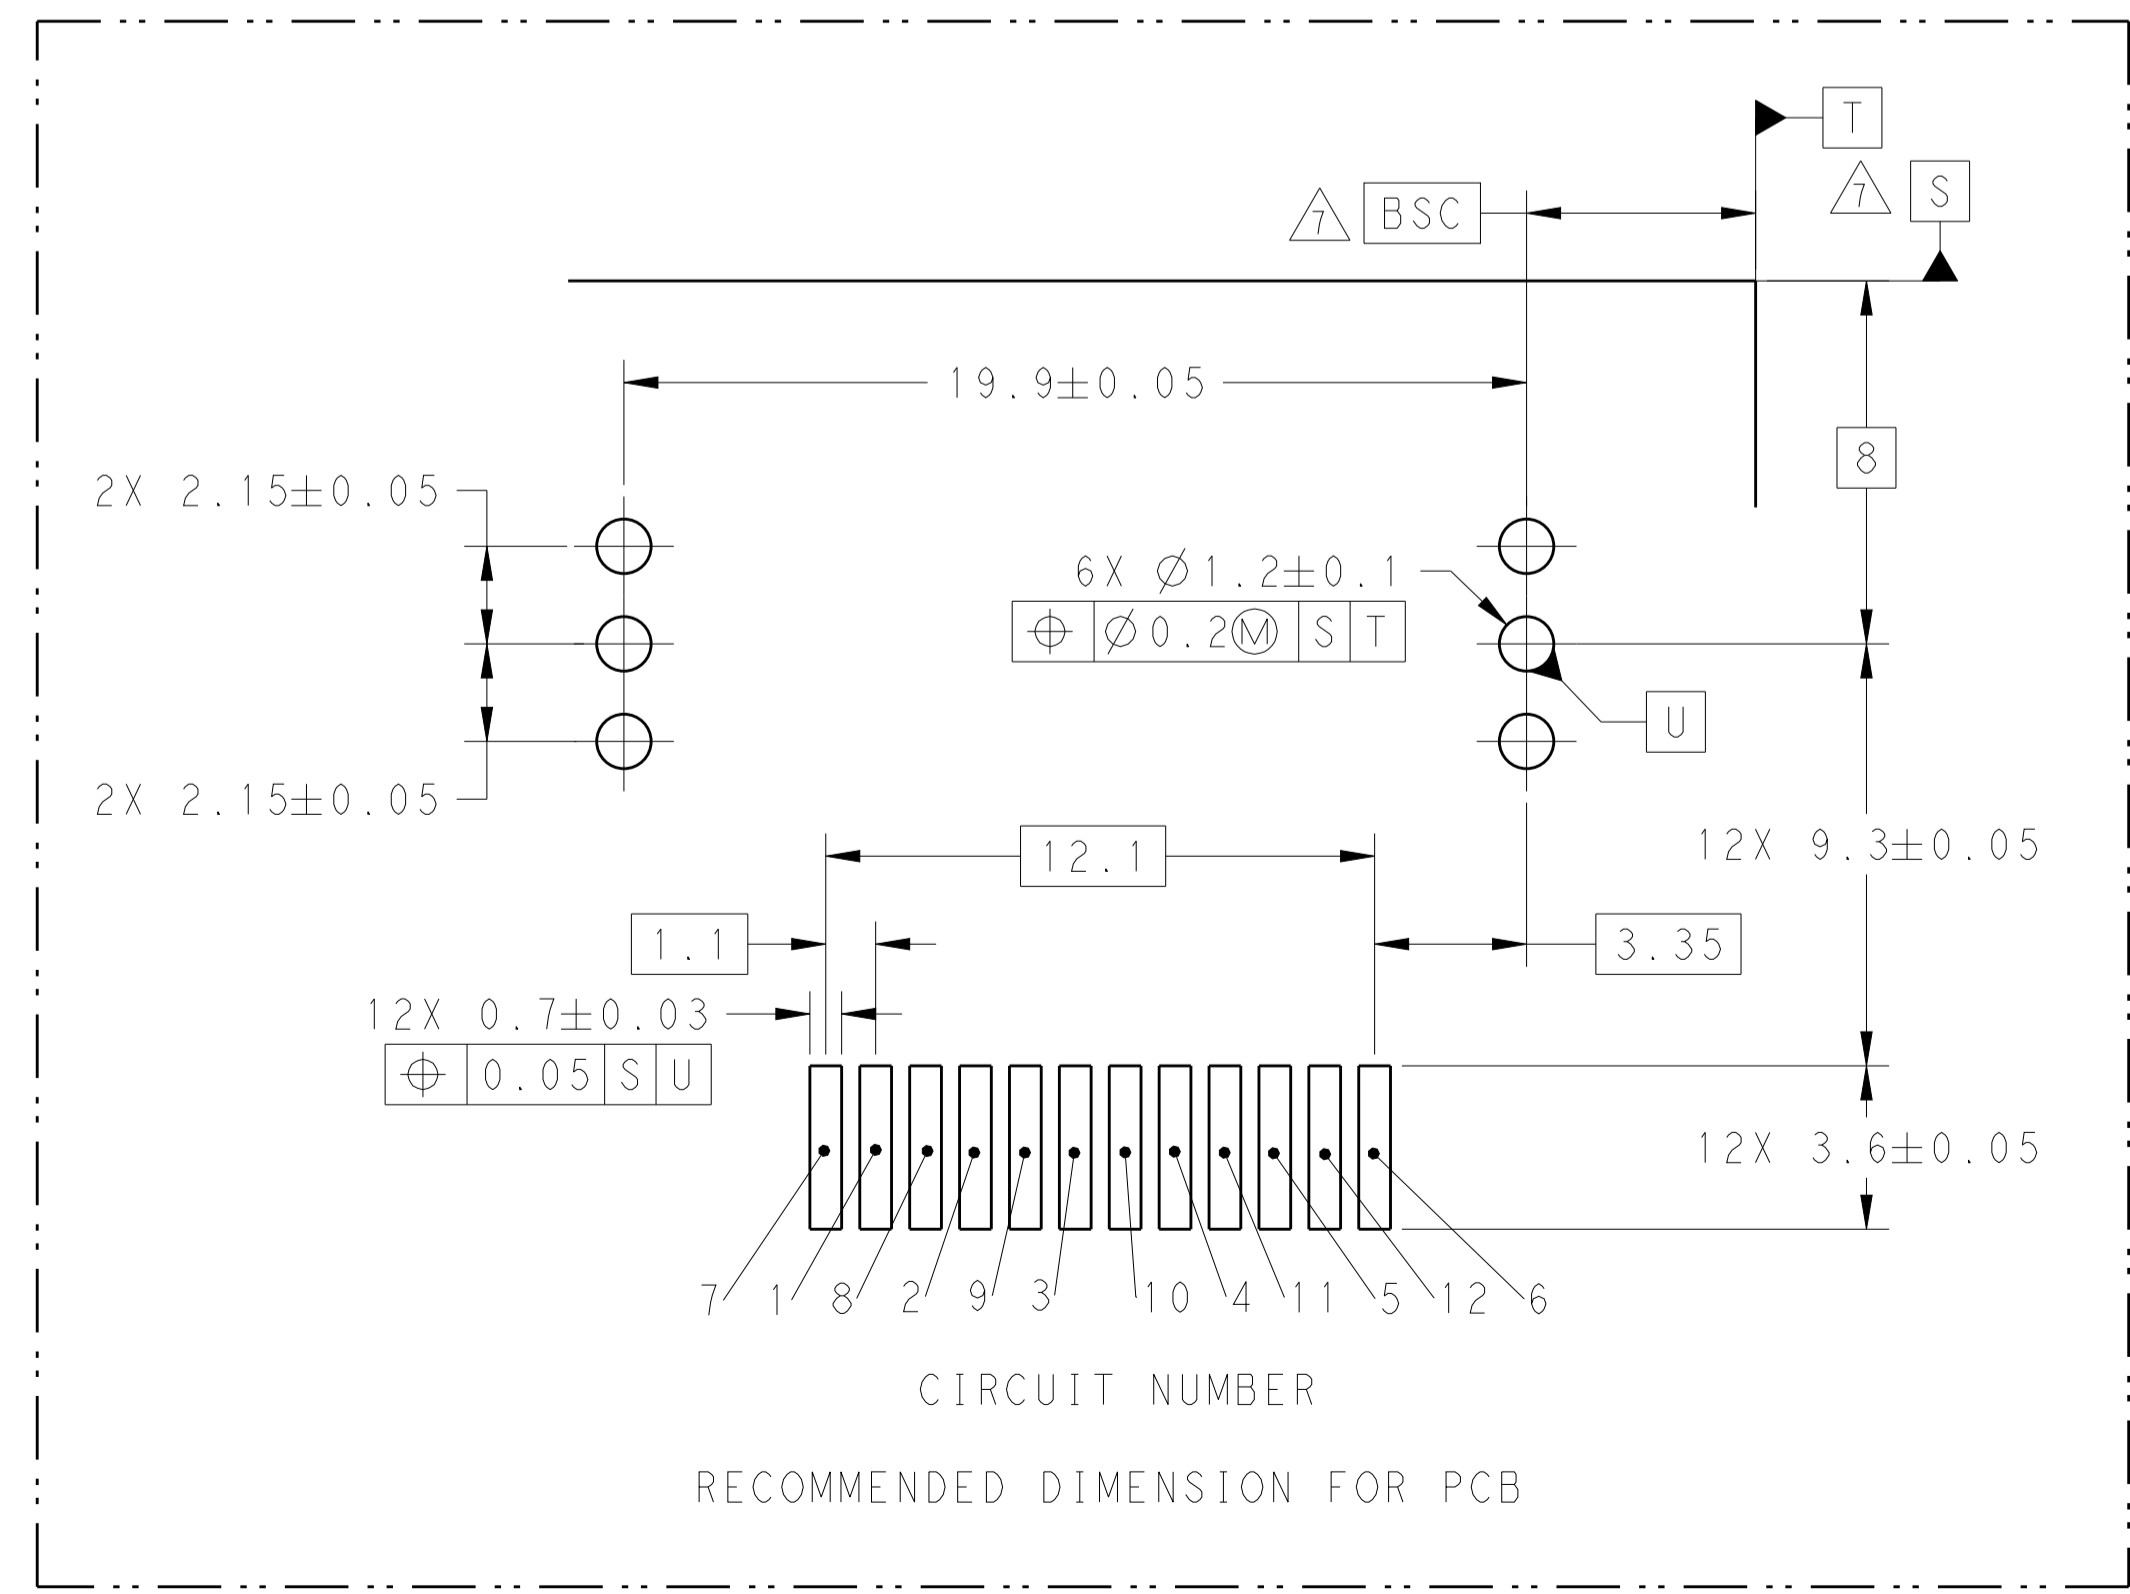 T
7 BSC
7 S
19.9±0.05
8
2X 2.15±0.05
6X Ø1.2±0.1
⌖ Ø0.2Ⓜ S T
U
2X 2.15±0.05
12.1
12X 9.3±0.05
1.1
3.35
12X 0.7±0.03
⌖ 0.05 S U
12X 3.6±0.05
7 1 8 2 9 3 10 4 11 5 12 6
CIRCUIT NUMBER
RECOMMENDED DIMENSION FOR PCB